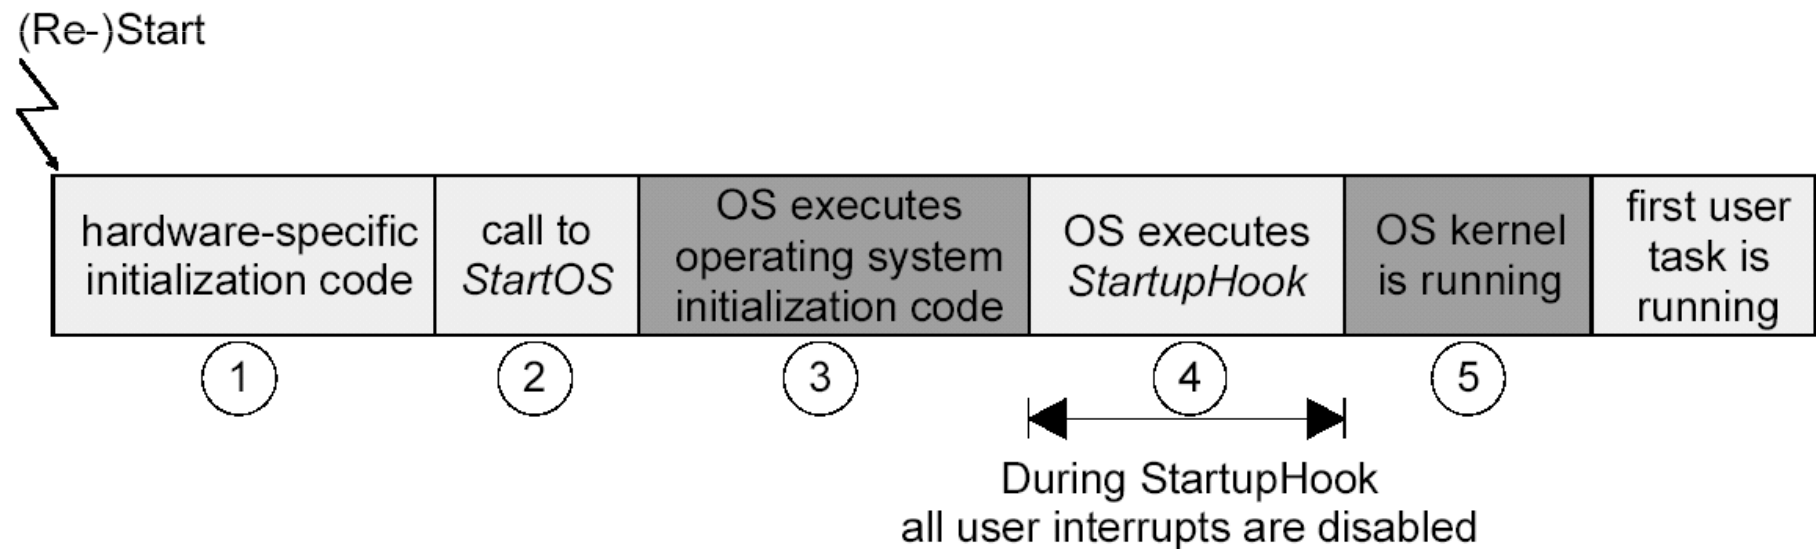 (Re-)Start
hardware-specific
initialization code
call to
StartOS
OS executes
operating system
initialization code
OS executes
StartupHook
OS kernel
is running
first user
task is
running
1
2
3
4
5
During StartupHook
all user interrupts are disabled